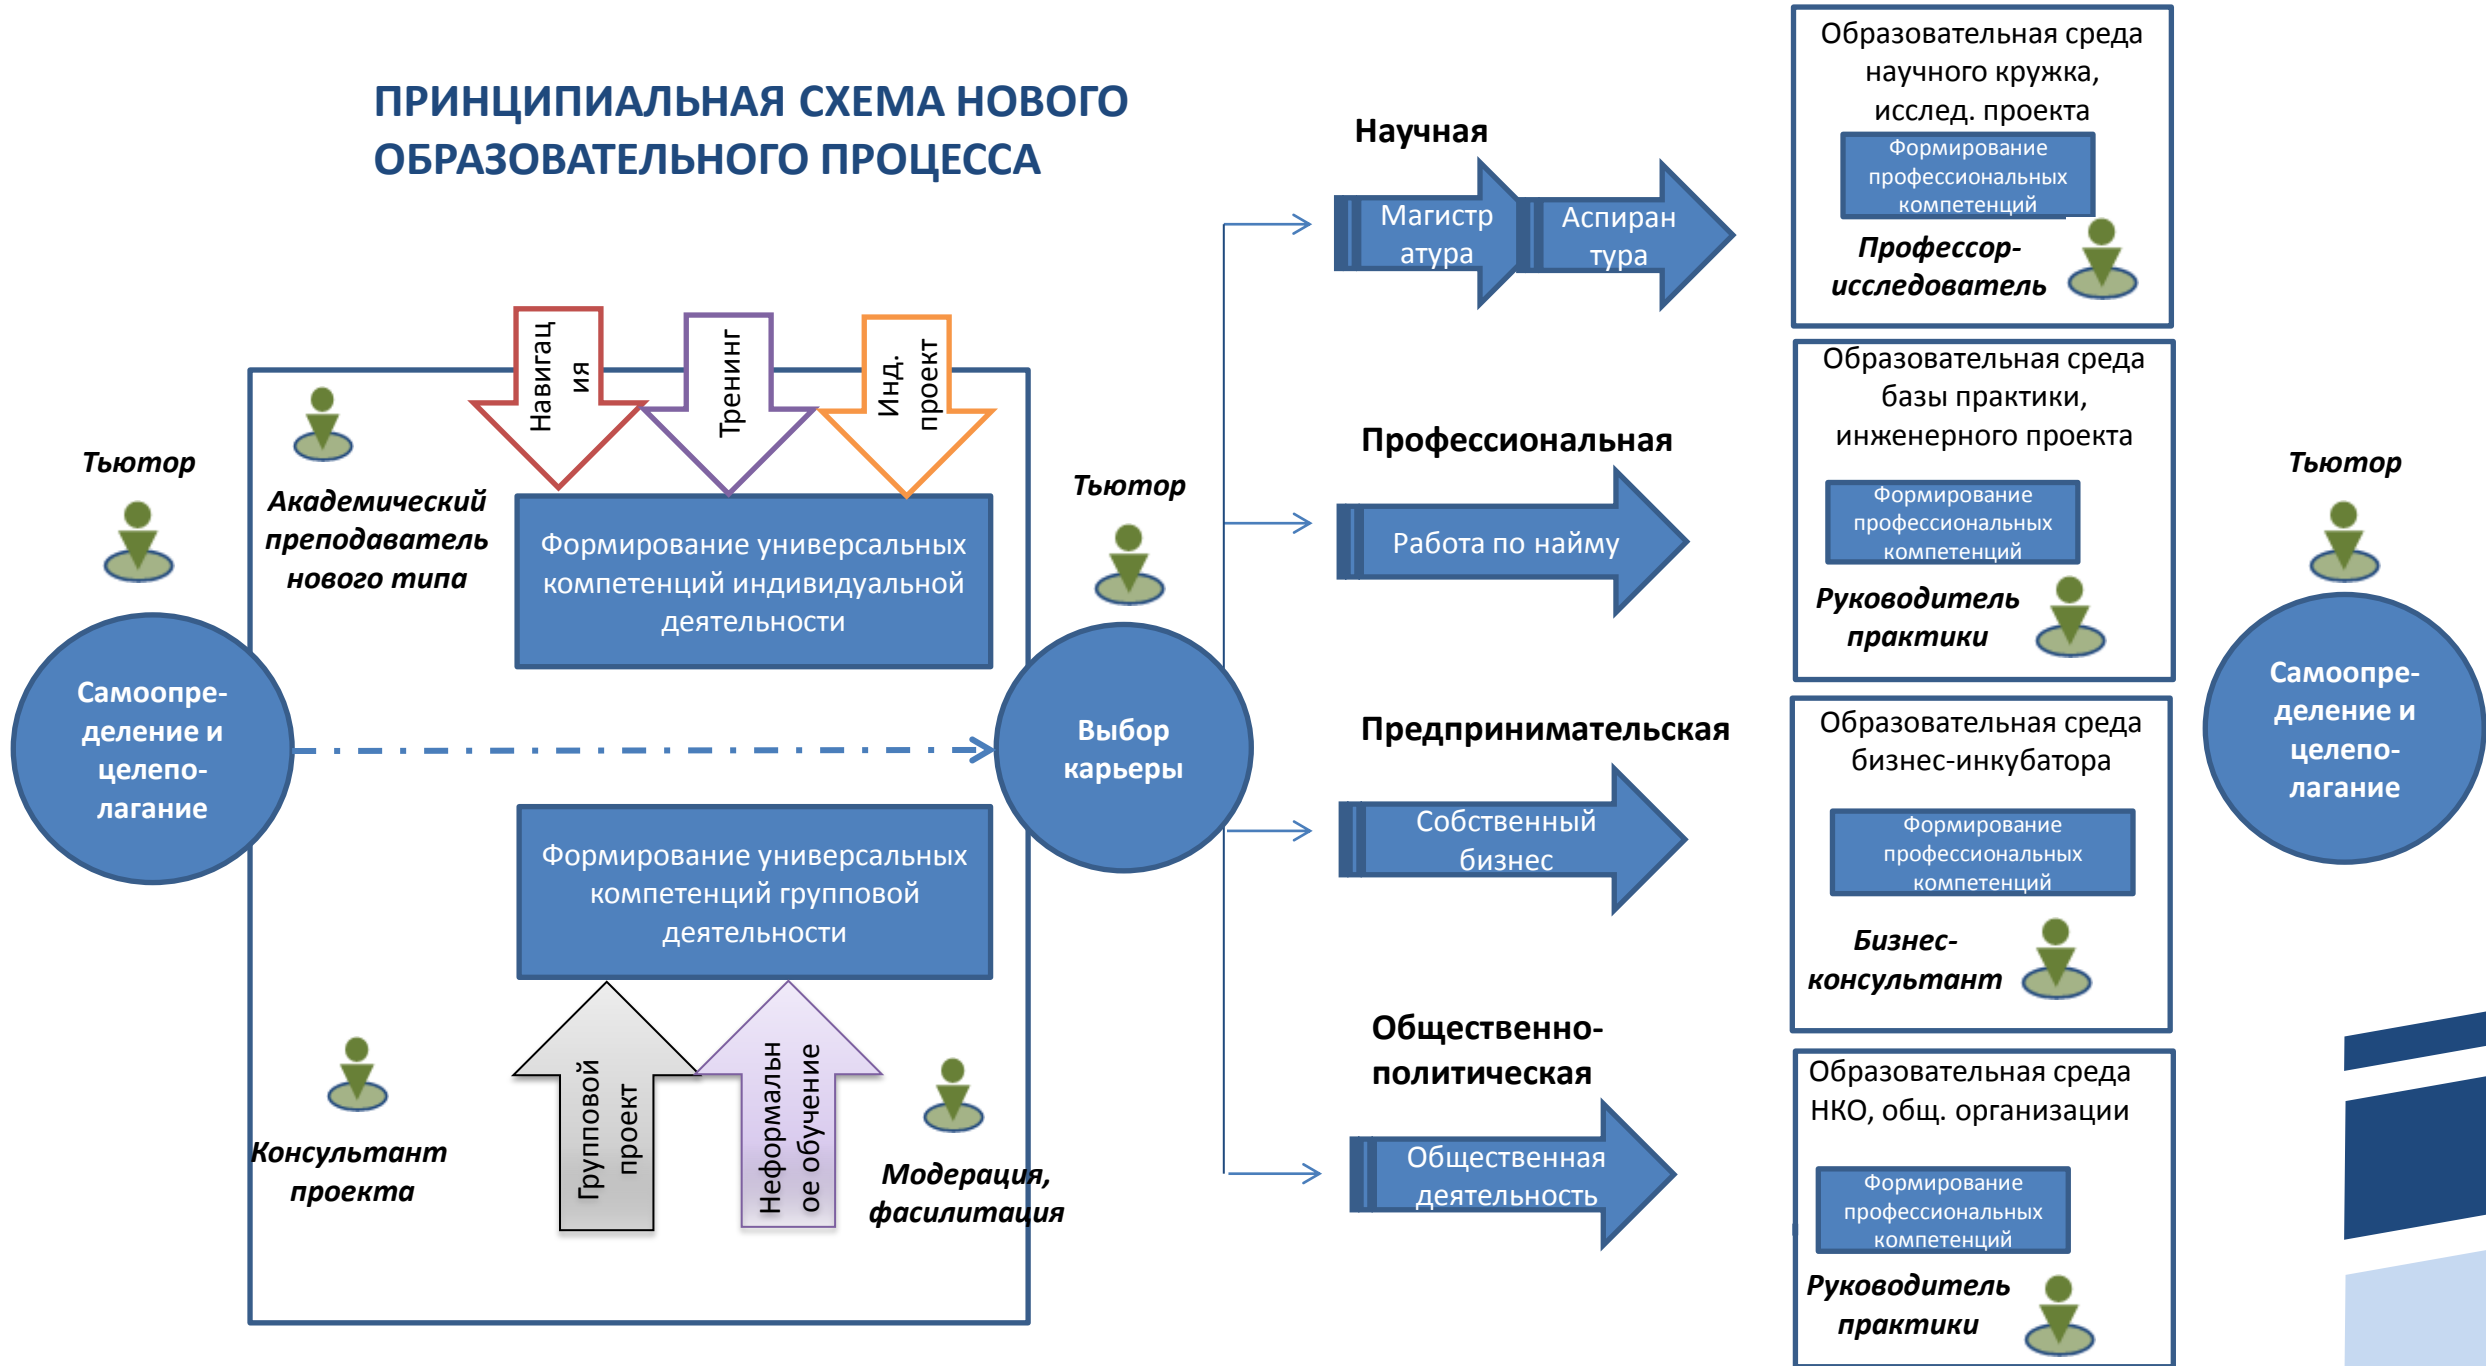 ПРИНЦИПИАЛЬНАЯ СХЕМА НОВОГО
ОБРАЗОВАТЕЛЬНОГО ПРОЦЕССА
Тьютор
Самоопре-
деление и
целепо-
лагание
Академический
преподаватель
нового типа
Навигац
ия
Тренинг
Инд.
проект
Формирование универсальных
компетенций индивидуальной
деятельности
Формирование универсальных
компетенций групповой
деятельности
Консультант
проекта
Групповой
проект
Неформальн
ое обучение
Модерация,
фасилитация
Тьютор
Выбор
карьеры
Научная
Магистр
атура
Аспиран
тура
Профессиональная
Работа по найму
Предпринимательская
Собственный
бизнес
Общественно-
политическая
Общественная
деятельность
Образовательная среда
научного кружка,
исслед. проекта
Формирование
профессиональных
компетенций
Профессор-
исследователь
Образовательная среда
базы практики,
инженерного проекта
Формирование
профессиональных
компетенций
Руководитель
практики
Образовательная среда
бизнес-инкубатора
Формирование
профессиональных
компетенций
Бизнес-
консультант
Образовательная среда
НКО, общ. организации
Формирование
профессиональных
компетенций
Руководитель
практики
Тьютор
Самоопре-
деление и
целепо-
лагание